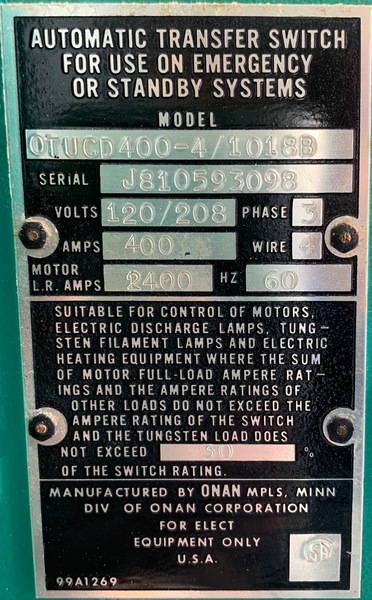 AUTOMATIC TRANSFER SWITCH
FOR USE ON EMERGENCY
OR STANDBY SYSTEMS
MODEL
OTUCD400-4/1018B
SERIAL J810593098
VOLTS 120/208 PHASE 3
AMPS 400 WIRE 4
MOTOR
L.R. AMPS 2400 HZ 60
SUITABLE FOR CONTROL OF MOTORS,
ELECTRIC DISCHARGE LAMPS, TUNG-
STEN FILAMENT LAMPS AND ELECTRIC
HEATING EQUIPMENT WHERE THE SUM
OF MOTOR FULL-LOAD AMPERE RAT-
INGS AND THE AMPERE RATINGS OF
OTHER LOADS DO NOT EXCEED THE
AMPERE RATING OF THE SWITCH
AND THE TUNGSTEN LOAD DOES
NOT EXCEED 30 %
OF THE SWITCH RATING.
MANUFACTURED BY ONAN MPLS, MINN
DIV OF ONAN CORPORATION
FOR ELECT
EQUIPMENT ONLY
U.S.A.
99A1269